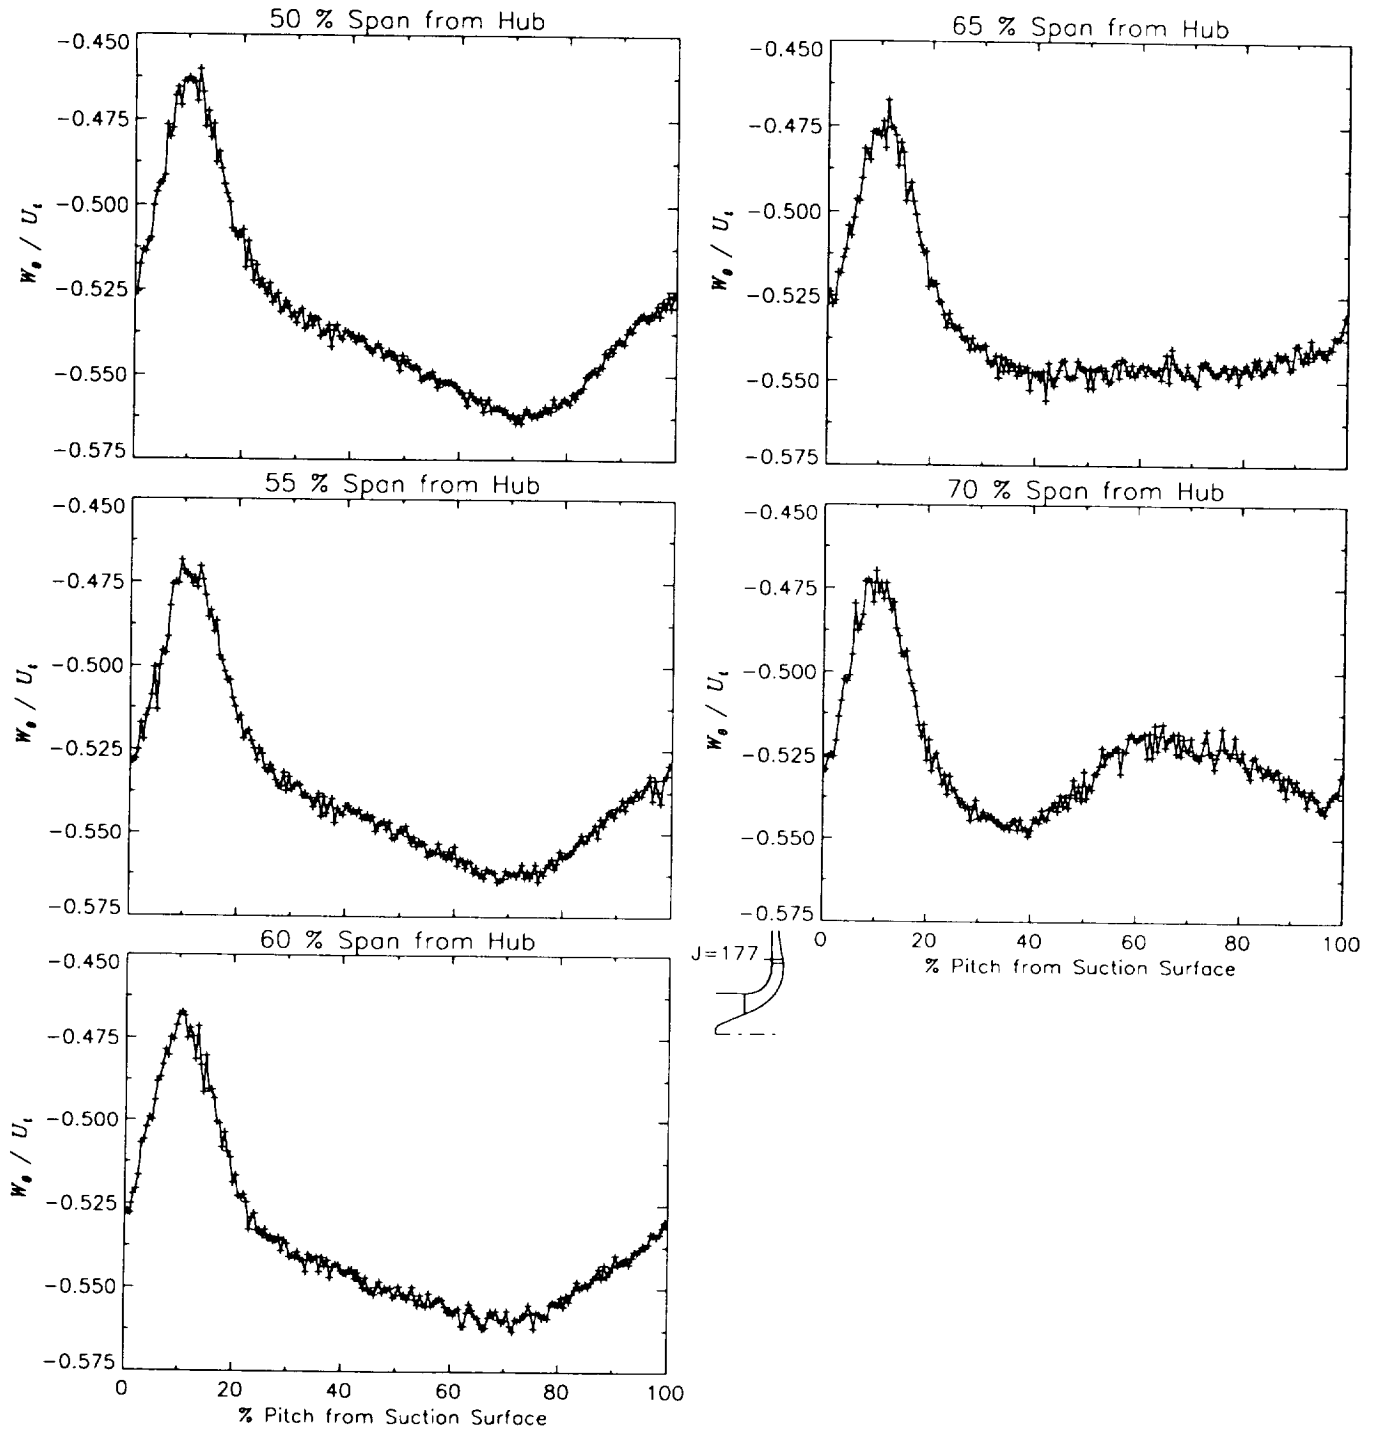 50 % Span from Hub
−0.450
−0.475
−0.500
−0.525
−0.550
−0.575
W_θ / U_t
55 % Span from Hub
−0.450
−0.475
−0.500
−0.525
−0.550
−0.575
W_θ / U_t
60 % Span from Hub
−0.450
−0.475
−0.500
−0.525
−0.550
−0.575
W_θ / U_t
0 20 40 60 80 100
% Pitch from Suction Surface
65 % Span from Hub
−0.450
−0.475
−0.500
−0.525
−0.550
−0.575
W_θ / U_t
70 % Span from Hub
−0.450
−0.475
−0.500
−0.525
−0.550
−0.575
W_θ / U_t
0 20 40 60 80 100
% Pitch from Suction Surface
J=177